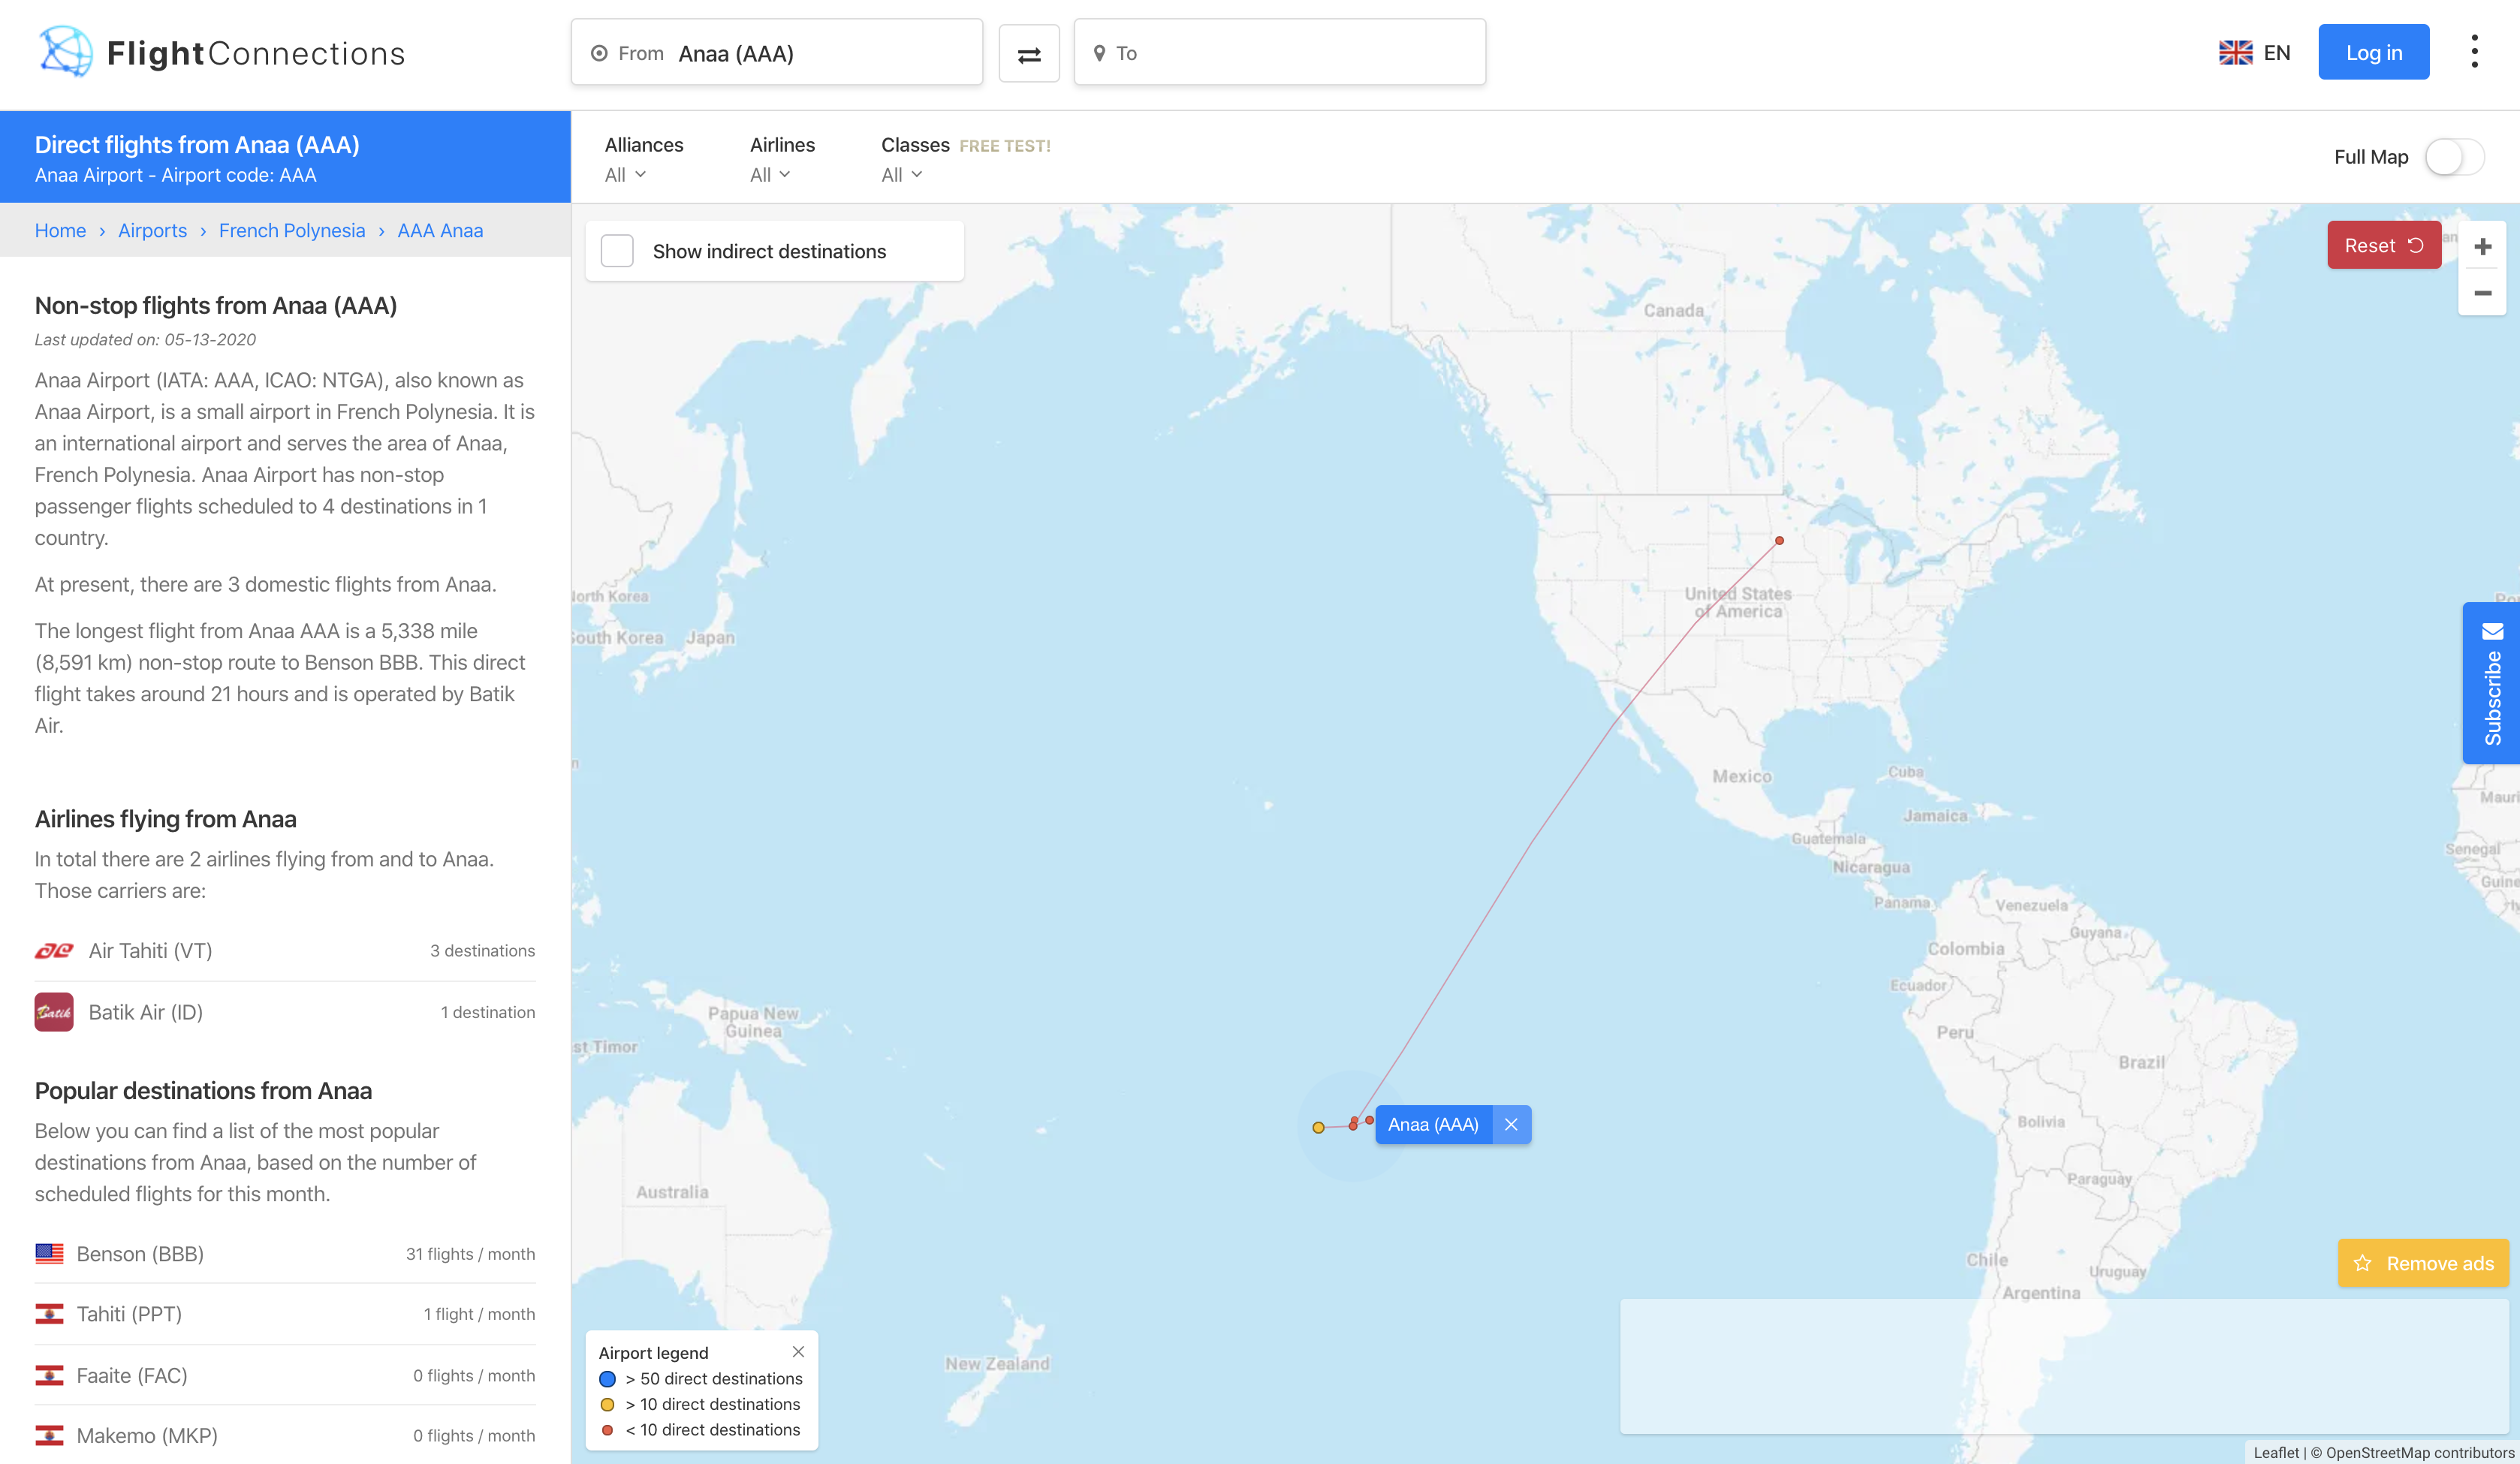 FlightConnections
From Anaa (AAA)
To
EN
Log in
Direct flights from Anaa (AAA)
Anaa Airport - Airport code: AAA
Alliances
All
Airlines
All
Classes FREE TEST!
All
Full Map
Home › Airports › French Polynesia › AAA Anaa
Show indirect destinations
Reset
+
−
Non-stop flights from Anaa (AAA)
Last updated on: 05-13-2020
Anaa Airport (IATA: AAA, ICAO: NTGA), also known as
Anaa Airport, is a small airport in French Polynesia. It is
an international airport and serves the area of Anaa,
French Polynesia. Anaa Airport has non-stop
passenger flights scheduled to 4 destinations in 1
country.
At present, there are 3 domestic flights from Anaa.
The longest flight from Anaa AAA is a 5,338 mile
(8,591 km) non-stop route to Benson BBB. This direct
flight takes around 21 hours and is operated by Batik
Air.
Airlines flying from Anaa
In total there are 2 airlines flying from and to Anaa.
Those carriers are:
Air Tahiti (VT) 3 destinations
Batik
Batik Air (ID) 1 destination
Popular destinations from Anaa
Below you can find a list of the most popular
destinations from Anaa, based on the number of
scheduled flights for this month.
Benson (BBB) 31 flights / month
Tahiti (PPT) 1 flight / month
Faaite (FAC) 0 flights / month
Makemo (MKP) 0 flights / month
Canada
United States
of America
North Korea
South Korea
Japan
Mexico
Cuba
Jamaica
Guatemala
Nicaragua
Panama
Venezuela
Guyana
Colombia
Ecuador
Peru
Brazil
Bolivia
Paraguay
Chile
Uruguay
Argentina
Mauri
Senegal
Guine
Papua New
Guinea
st Timor
Australia
New Zealand
Anaa (AAA)
Subscribe
Remove ads
Airport legend
> 50 direct destinations
> 10 direct destinations
< 10 direct destinations
Leaflet | © OpenStreetMap contributors